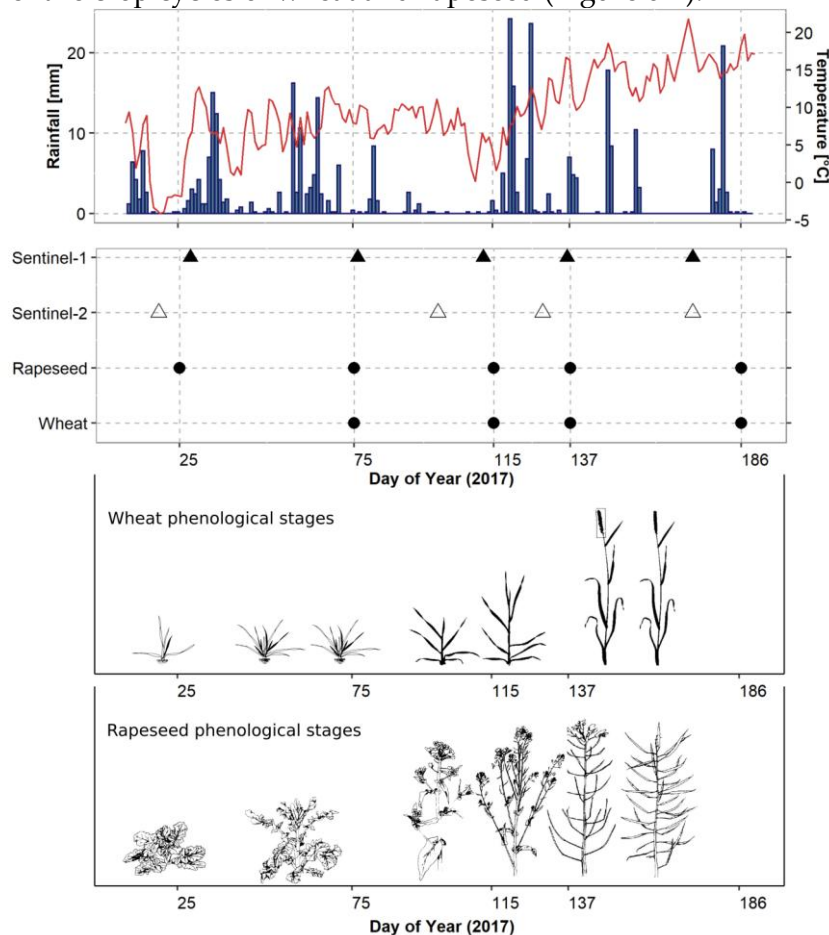 20
10
0
Rainfall [mm]
20
15
10
5
0
-5
Temperature [°C]
Sentinel-1
Sentinel-2
Rapeseed
Wheat
25 75 115 137 186
Day of Year (2017)
Wheat phenological stages
25 75 115 137 186
Rapeseed phenological stages
25 75 115 137 186
Day of Year (2017)